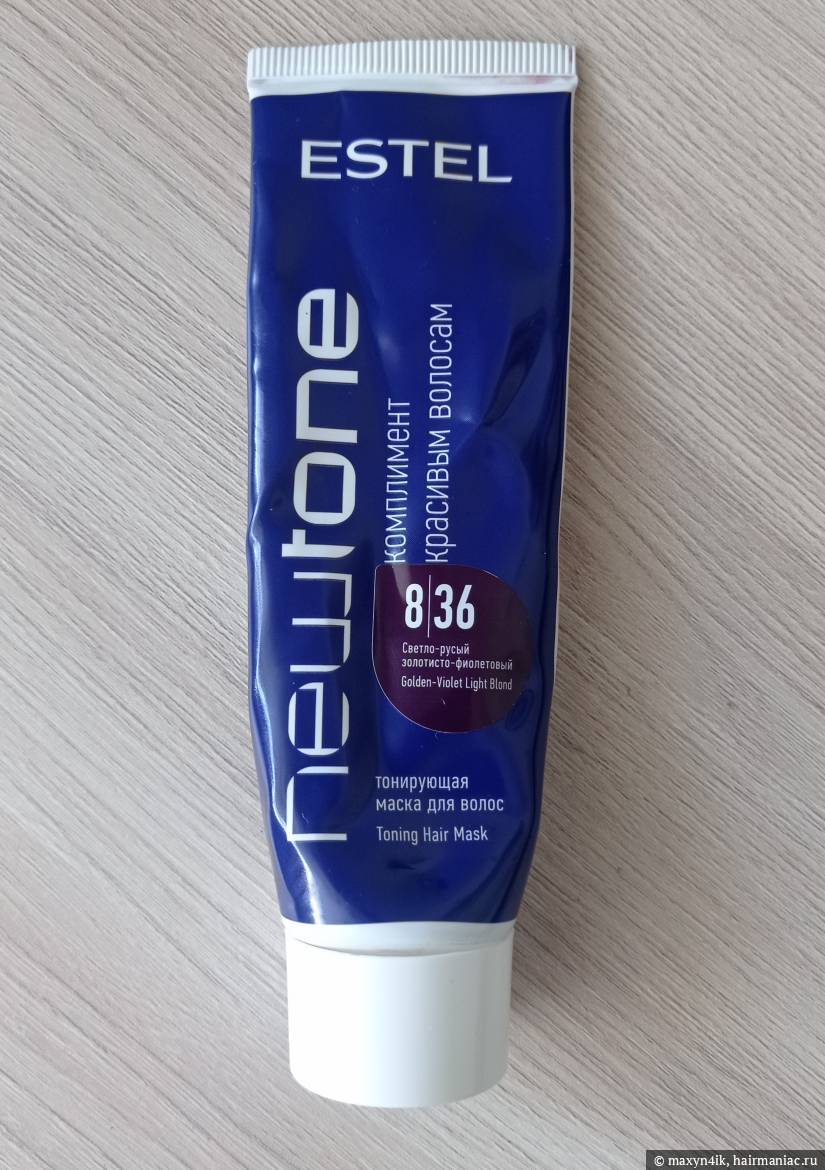 ESTEL
newtone
комплимент
красивым волосам
8|36
Светло-русый
золотисто-фиолетовый
Golden-Violet Light Blond
тонирующая
маска для волос
Toning Hair Mask
© maxyn4ik, hairmaniac.ru